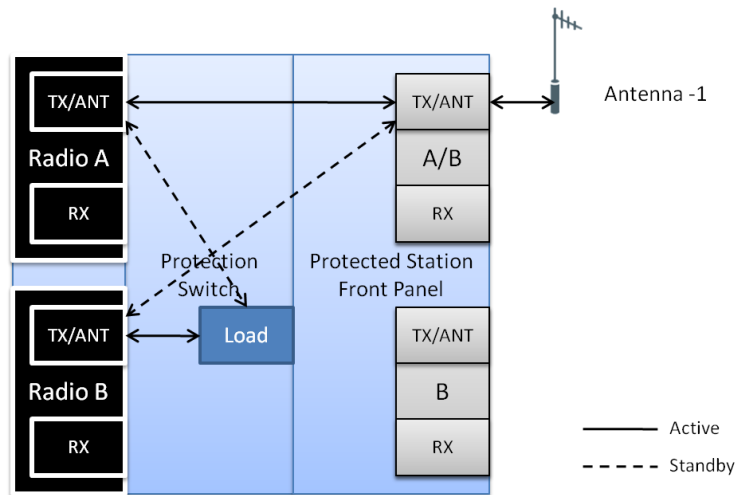 TX/ANT
Radio A
RX
TX/ANT
A/B
RX
Antenna -1
Protection
Switch
Protected Station
Front Panel
TX/ANT
Radio B
RX
Load
TX/ANT
B
RX
Active
Standby